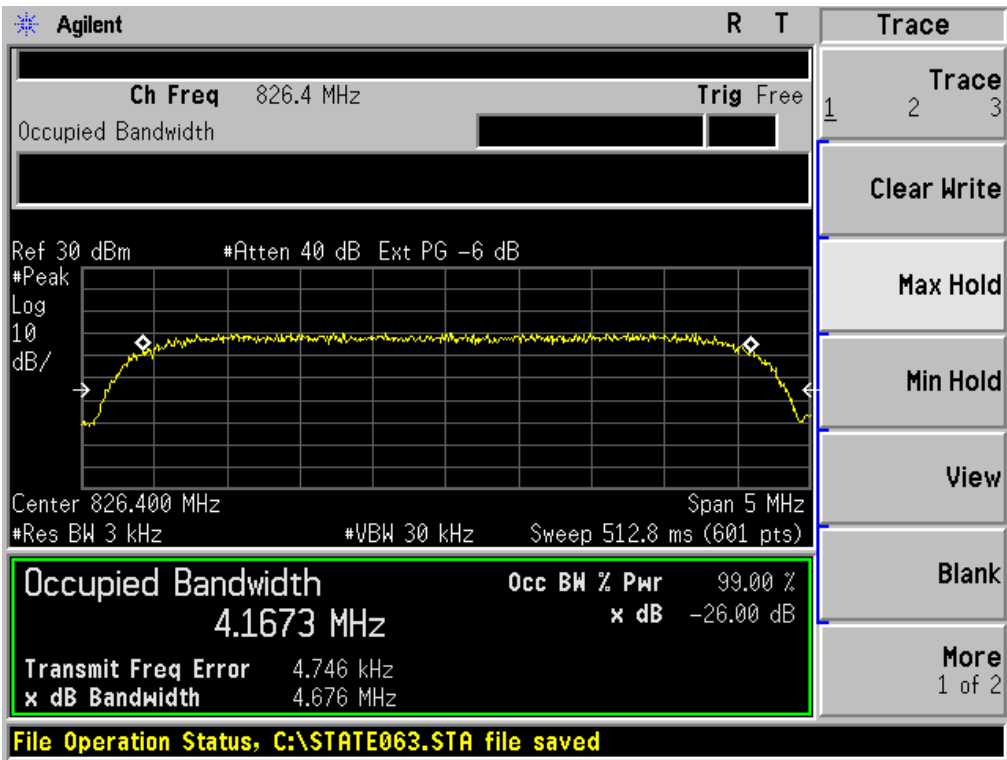 Agilent R T Trace
Ch Freq 826.4 MHz Trig Free
Occupied Bandwidth
Ref 30 dBm #Atten 40 dB Ext PG -6 dB
#Peak
Log
10
dB/
Center 826.400 MHz Span 5 MHz
#Res BW 3 kHz #VBW 30 kHz Sweep 512.8 ms (601 pts)
Occupied Bandwidth
4.1673 MHz
Occ BW % Pwr 99.00 %
x dB -26.00 dB
Transmit Freq Error 4.746 kHz
x dB Bandwidth 4.676 MHz
File Operation Status, C:\STATE063.STA file saved
Trace
1 2 3
Clear Write
Max Hold
Min Hold
View
Blank
More
1 of 2